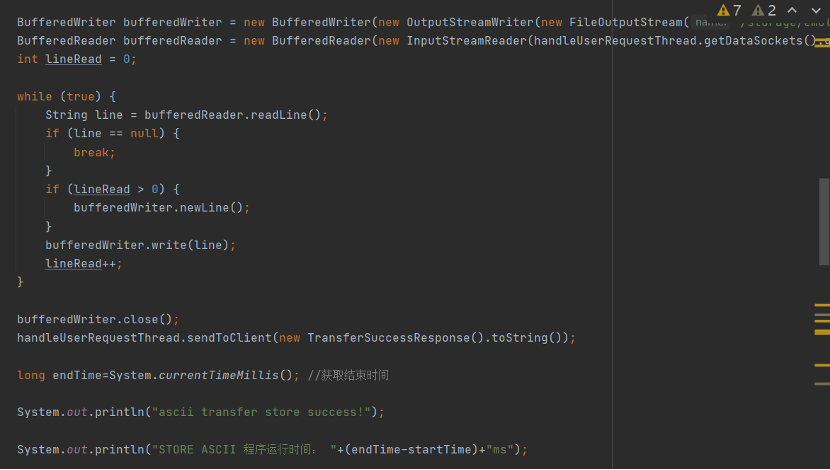 7 2
BufferedWriter bufferedWriter = new BufferedWriter(new OutputStreamWriter(new FileOutputStream( name:
BufferedReader bufferedReader = new BufferedReader(new InputStreamReader(handleUserRequestThread.getDataSockets().
int lineRead = 0;
while (true) {
String line = bufferedReader.readLine();
if (line == null) {
break;
}
if (lineRead > 0) {
bufferedWriter.newLine();
}
bufferedWriter.write(line);
lineRead++;
}
bufferedWriter.close();
handleUserRequestThread.sendToClient(new TransferSuccessResponse().toString());
long endTime=System.currentTimeMillis(); //获取结束时间
System.out.println("ascii transfer store success!");
System.out.println("STORE ASCII 程序运行时间： "+(endTime-startTime)+"ms");